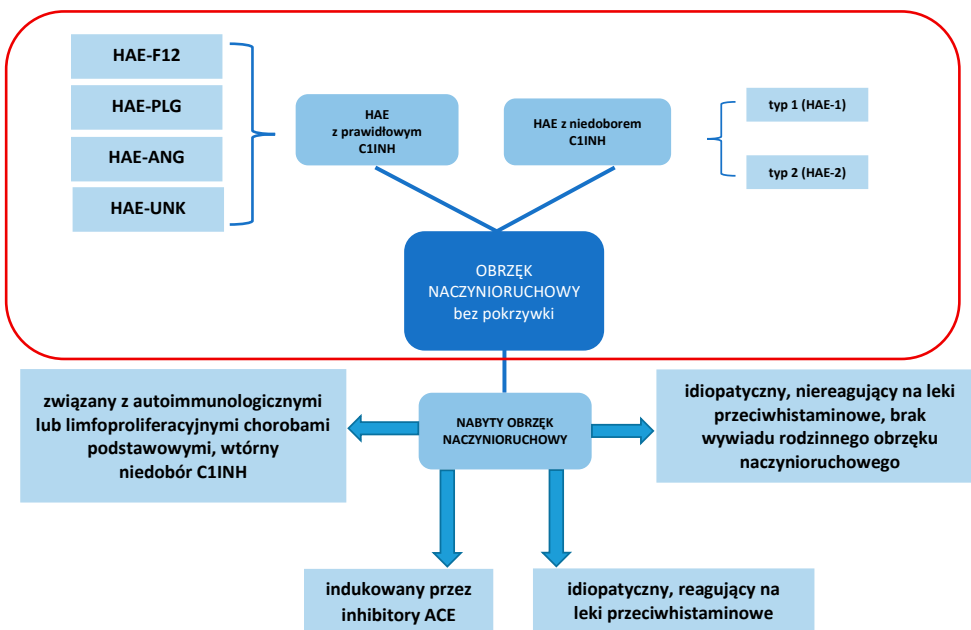 HAE-F12
HAE-PLG
HAE-ANG
HAE-UNK
HAE
z prawidłowym
C1INH
HAE z niedoborem
C1INH
typ 1 (HAE-1)
typ 2 (HAE-2)
OBRZĘK
NACZYNIORUCHOWY
bez pokrzywki
związany z autoimmunologicznymi
lub limfoproliferacyjnymi chorobami
podstawowymi, wtórny
niedobór C1INH
NABYTY OBRZĘK
NACZYNIORUCHOWY
idiopatyczny, niereagujący na leki
przeciwhistaminowe, brak
wywiadu rodzinnego obrzęku
naczynioruchowego
indukowany przez
inhibitory ACE
idiopatyczny, reagujący na
leki przeciwhistaminowe